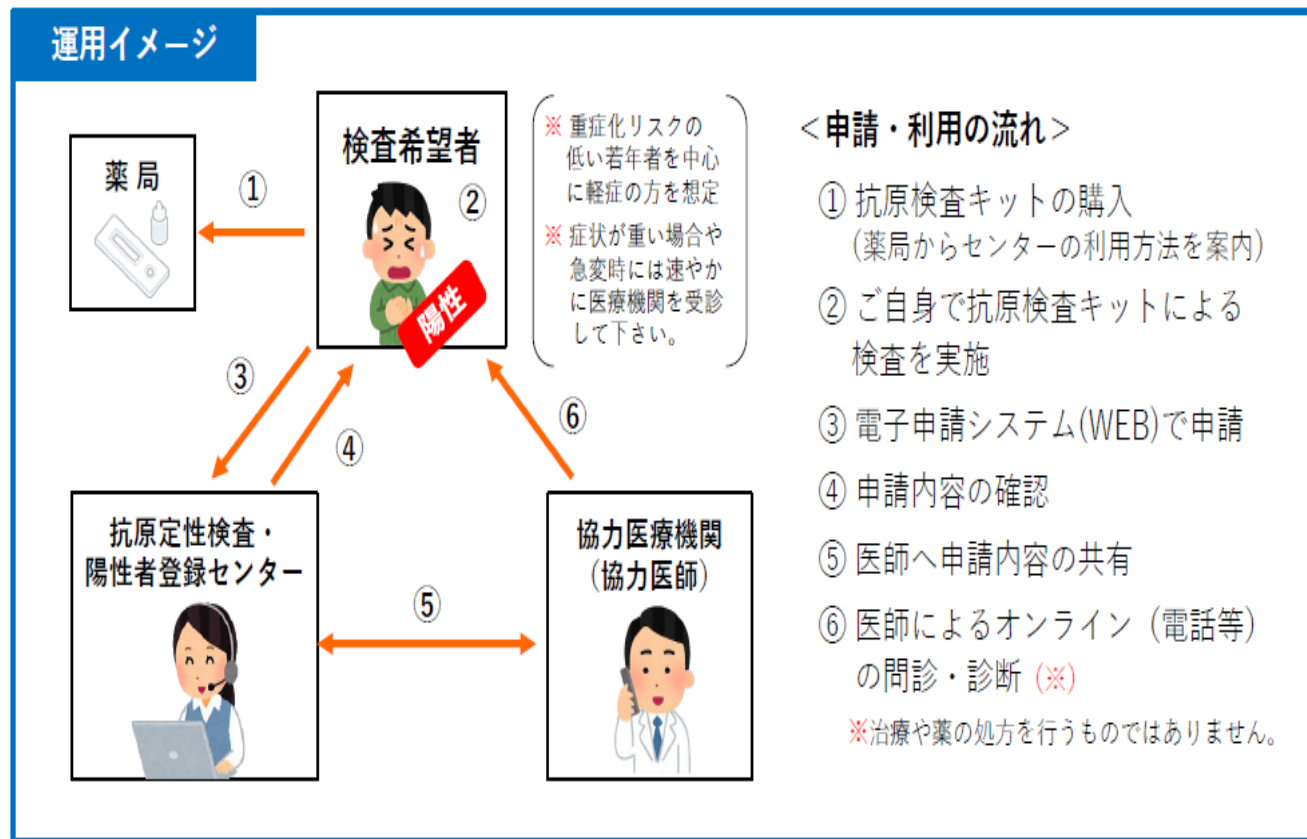 運用イメージ
薬局
①
検査希望者
②
陽性
※ 重症化リスクの
低い若年者を中心
に軽症の方を想定
※ 症状が重い場合や
急変時には速やか
に医療機関を受診
して下さい。
③
④
⑥
抗原定性検査・
陽性者登録センター
⑤
協力医療機関
（協力医師）
＜申請・利用の流れ＞
① 抗原検査キットの購入
（薬局からセンターの利用方法を案内）
② ご自身で抗原検査キットによる
検査を実施
③ 電子申請システム(WEB)で申請
④ 申請内容の確認
⑤ 医師へ申請内容の共有
⑥ 医師によるオンライン（電話等）
の問診・診断（※）
※治療や薬の処方を行うものではありません。